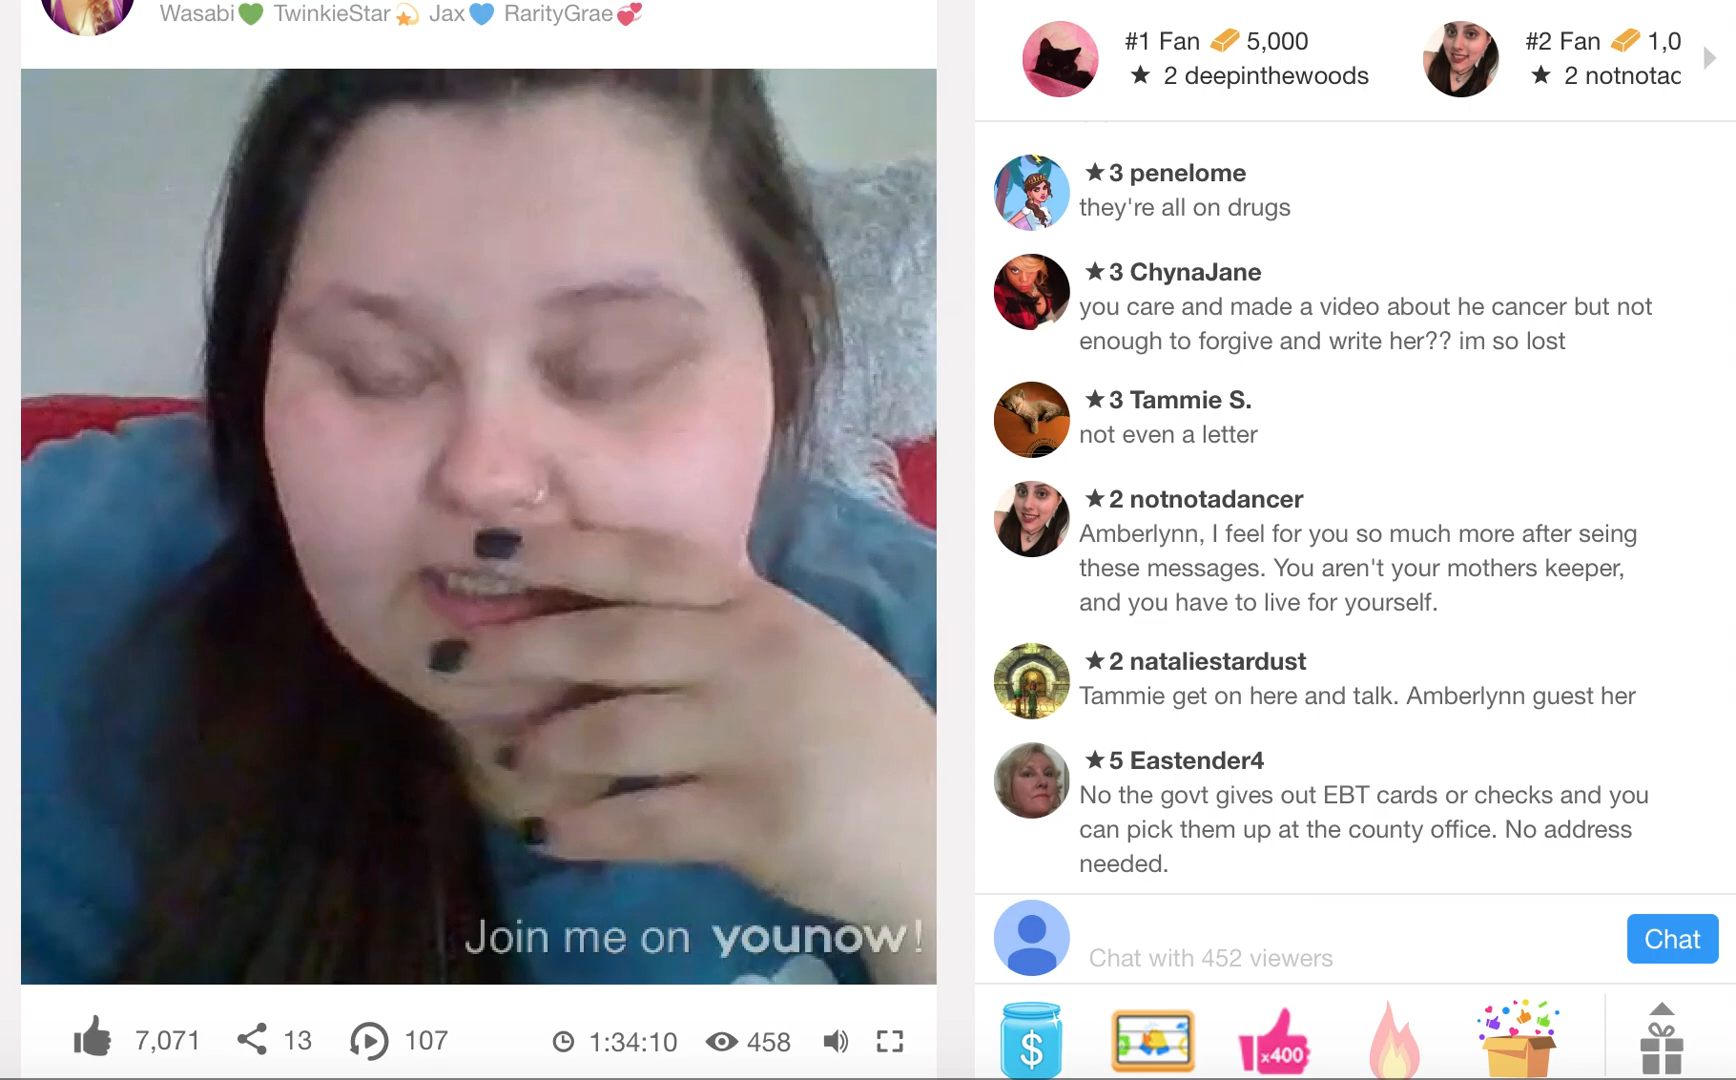 Wasabi💚 TwinkieStar💫 Jax💙 RarityGrae💞
#1 Fan 5,000
★ 2 deepinthewoods
#2 Fan 1,0
★ 2 notnotac
★3 penelome
they're all on drugs
★3 ChynaJane
you care and made a video about he cancer but not
enough to forgive and write her?? im so lost
★3 Tammie S.
not even a letter
★2 notnotadancer
Amberlynn, I feel for you so much more after seing
these messages. You aren't your mothers keeper,
and you have to live for yourself.
★2 nataliestardust
Tammie get on here and talk. Amberlynn guest her
★5 Eastender4
No the govt gives out EBT cards or checks and you
can pick them up at the county office. No address
needed.
Chat with 452 viewers
Chat
Join me on younow!
7,071 13 107 1:34:10 458
$
x400